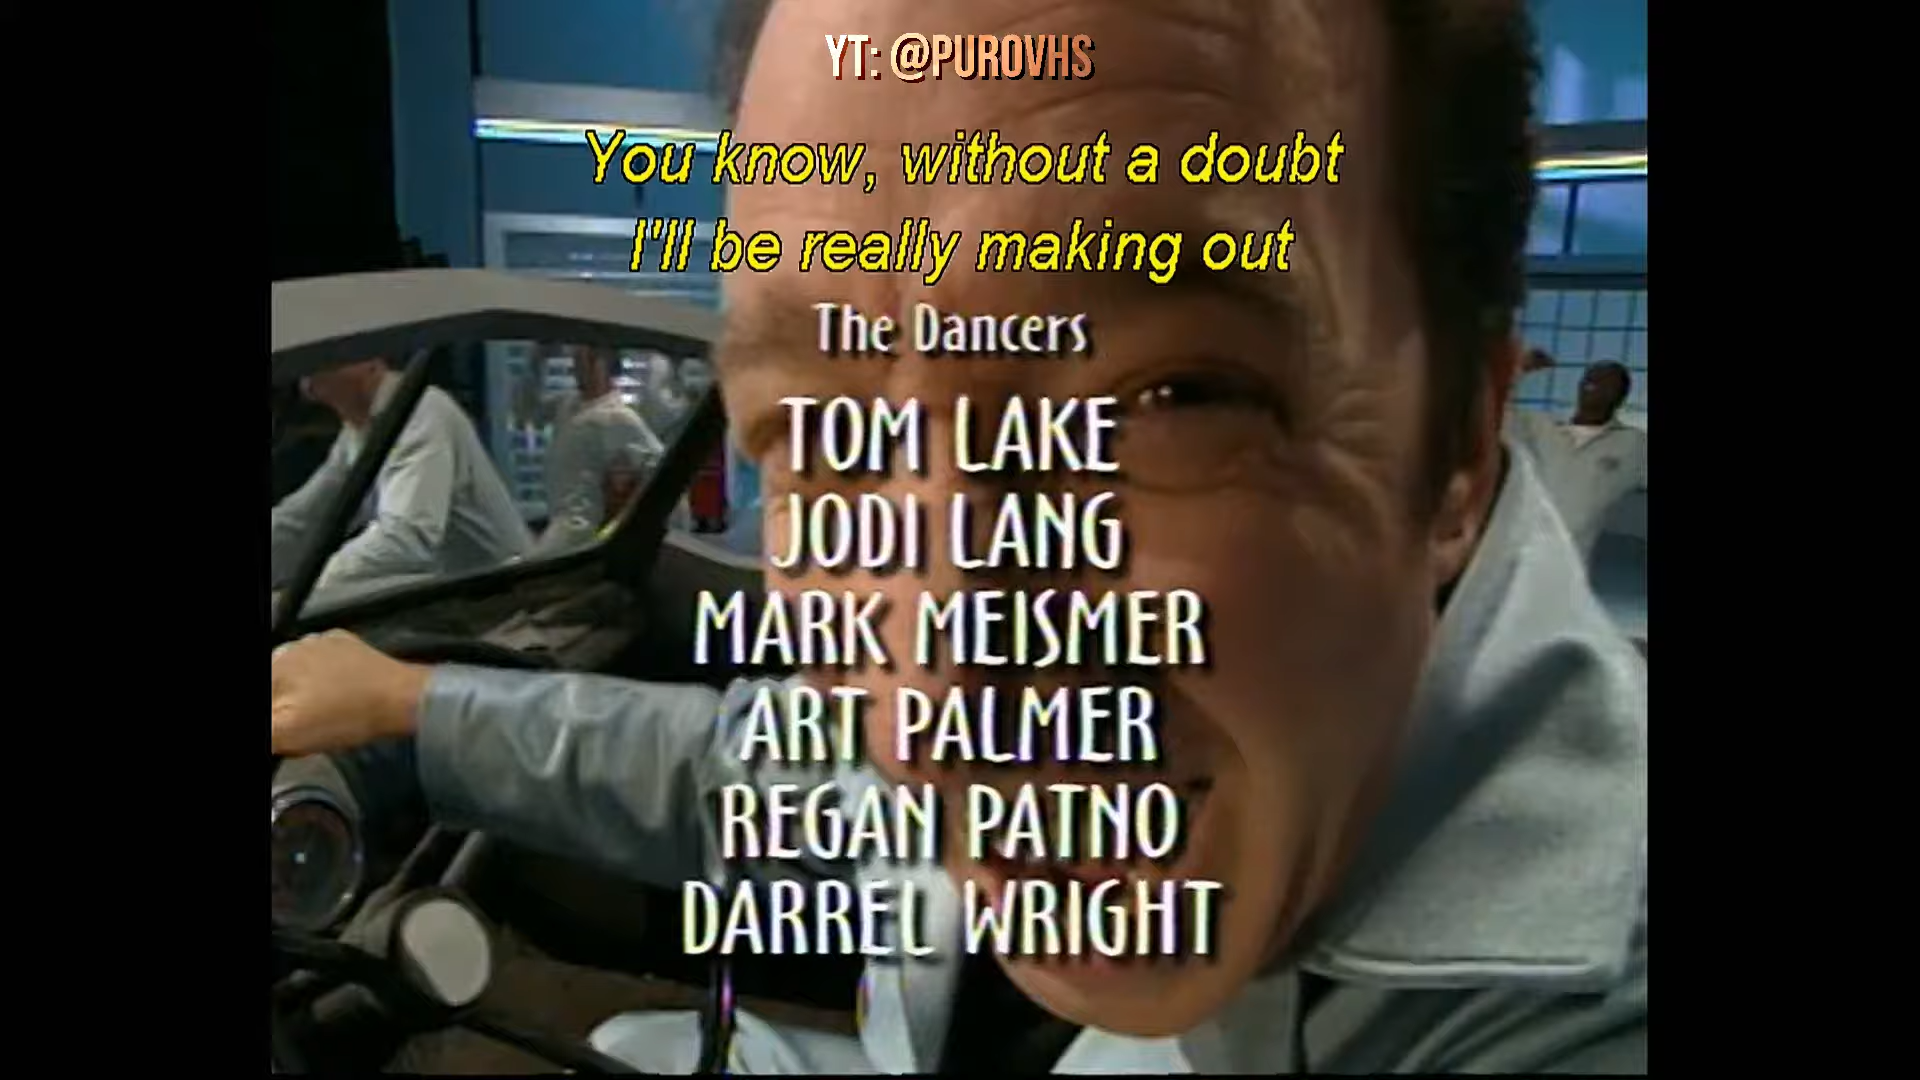 YT: @PUROVHS
You know, without a doubt
I'll be really making out
The Dancers
TOM LAKE
JODI LANG
MARK MEISMER
ART PALMER
REGAN PATNO
DARREL WRIGHT